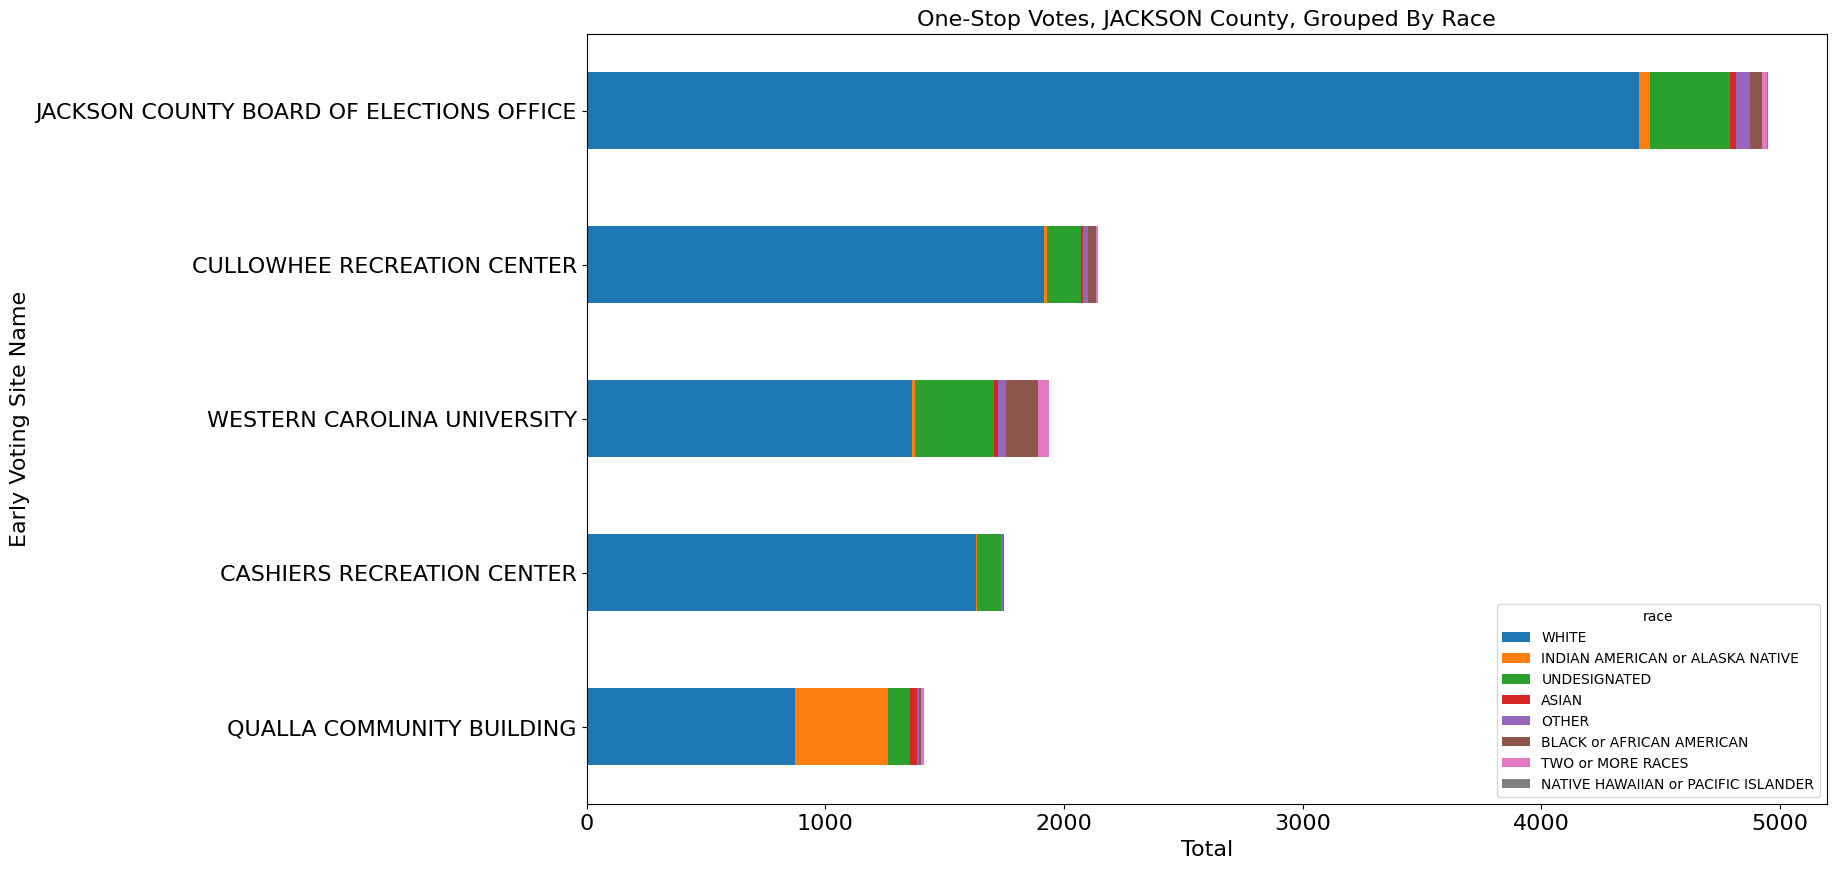 One-Stop Votes, JACKSON County, Grouped By Race
Early Voting Site Name
JACKSON COUNTY BOARD OF ELECTIONS OFFICE
CULLOWHEE RECREATION CENTER
WESTERN CAROLINA UNIVERSITY
CASHIERS RECREATION CENTER
QUALLA COMMUNITY BUILDING
race
WHITE
INDIAN AMERICAN or ALASKA NATIVE
UNDESIGNATED
ASIAN
OTHER
BLACK or AFRICAN AMERICAN
TWO or MORE RACES
NATIVE HAWAIIAN or PACIFIC ISLANDER
0 1000 2000 3000 4000 5000
Total